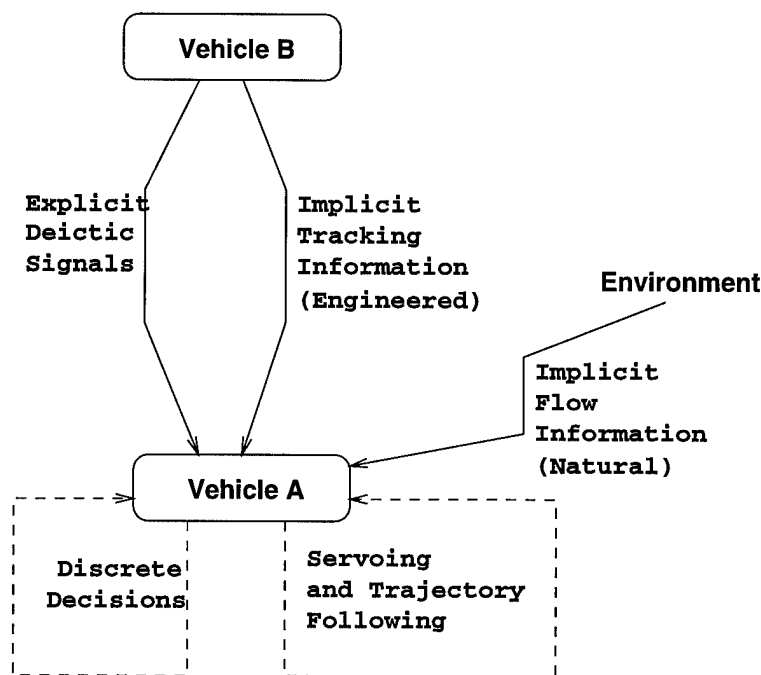 Vehicle B
Explicit
Deictic
Signals
Implicit
Tracking
Information
(Engineered)
Environment
Implicit
Flow
Information
(Natural)
Vehicle A
Discrete
Decisions
Servoing
and Trajectory
Following